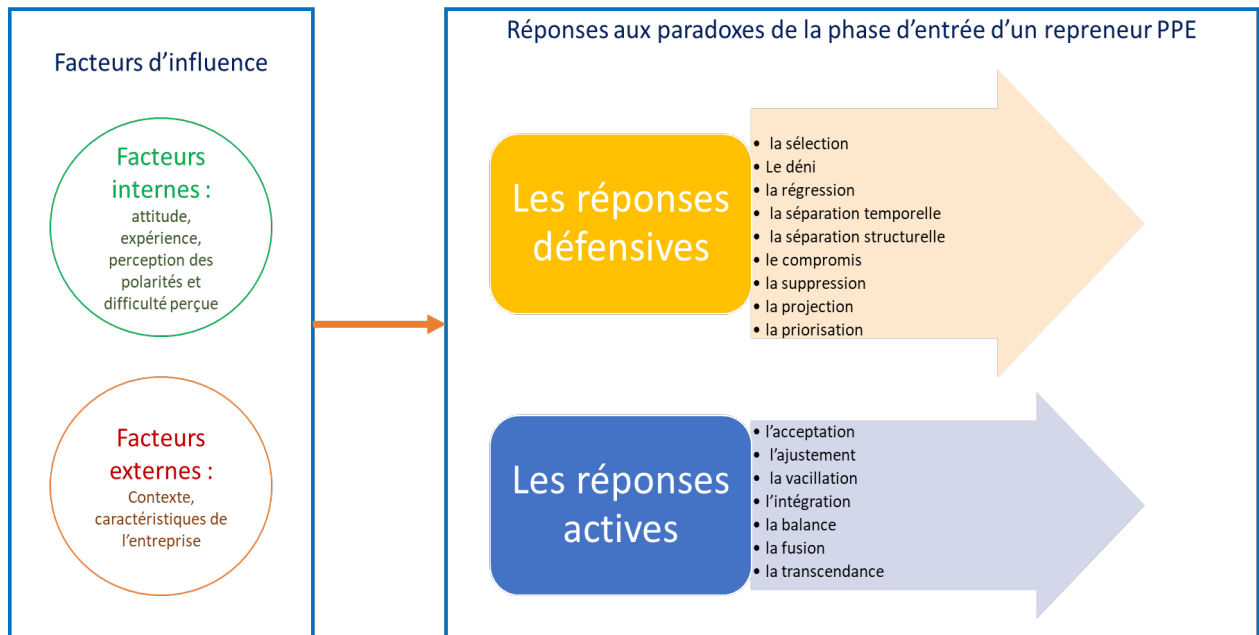 Facteurs d'influence
Facteurs
internes :
attitude,
expérience,
perception des
polarités et
difficulté perçue
Facteurs
externes :
Contexte,
caractéristiques de
l'entreprise
Réponses aux paradoxes de la phase d'entrée d'un repreneur PPE
Les réponses
défensives
• la sélection
• Le déni
• la régression
• la séparation temporelle
• la séparation structurelle
• le compromis
• la suppression
• la projection
• la priorisation
Les réponses
actives
• l'acceptation
• l'ajustement
• la vacillation
• l'intégration
• la balance
• la fusion
• la transcendance